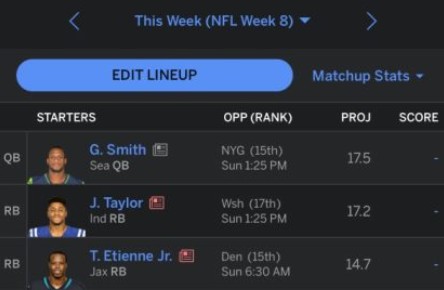 This Week (NFL Week 8)
EDIT LINEUP
Matchup Stats
STARTERS OPP (RANK) PROJ SCORE
QB G. Smith NYG (15th) 17.5 -
Sea QB Sun 1:25 PM
RB J. Taylor Wsh (17th) 17.2 -
Ind RB Sun 1:25 PM
RB T. Etienne Jr. Den (15th) 14.7 -
Jax RB Sun 6:30 AM